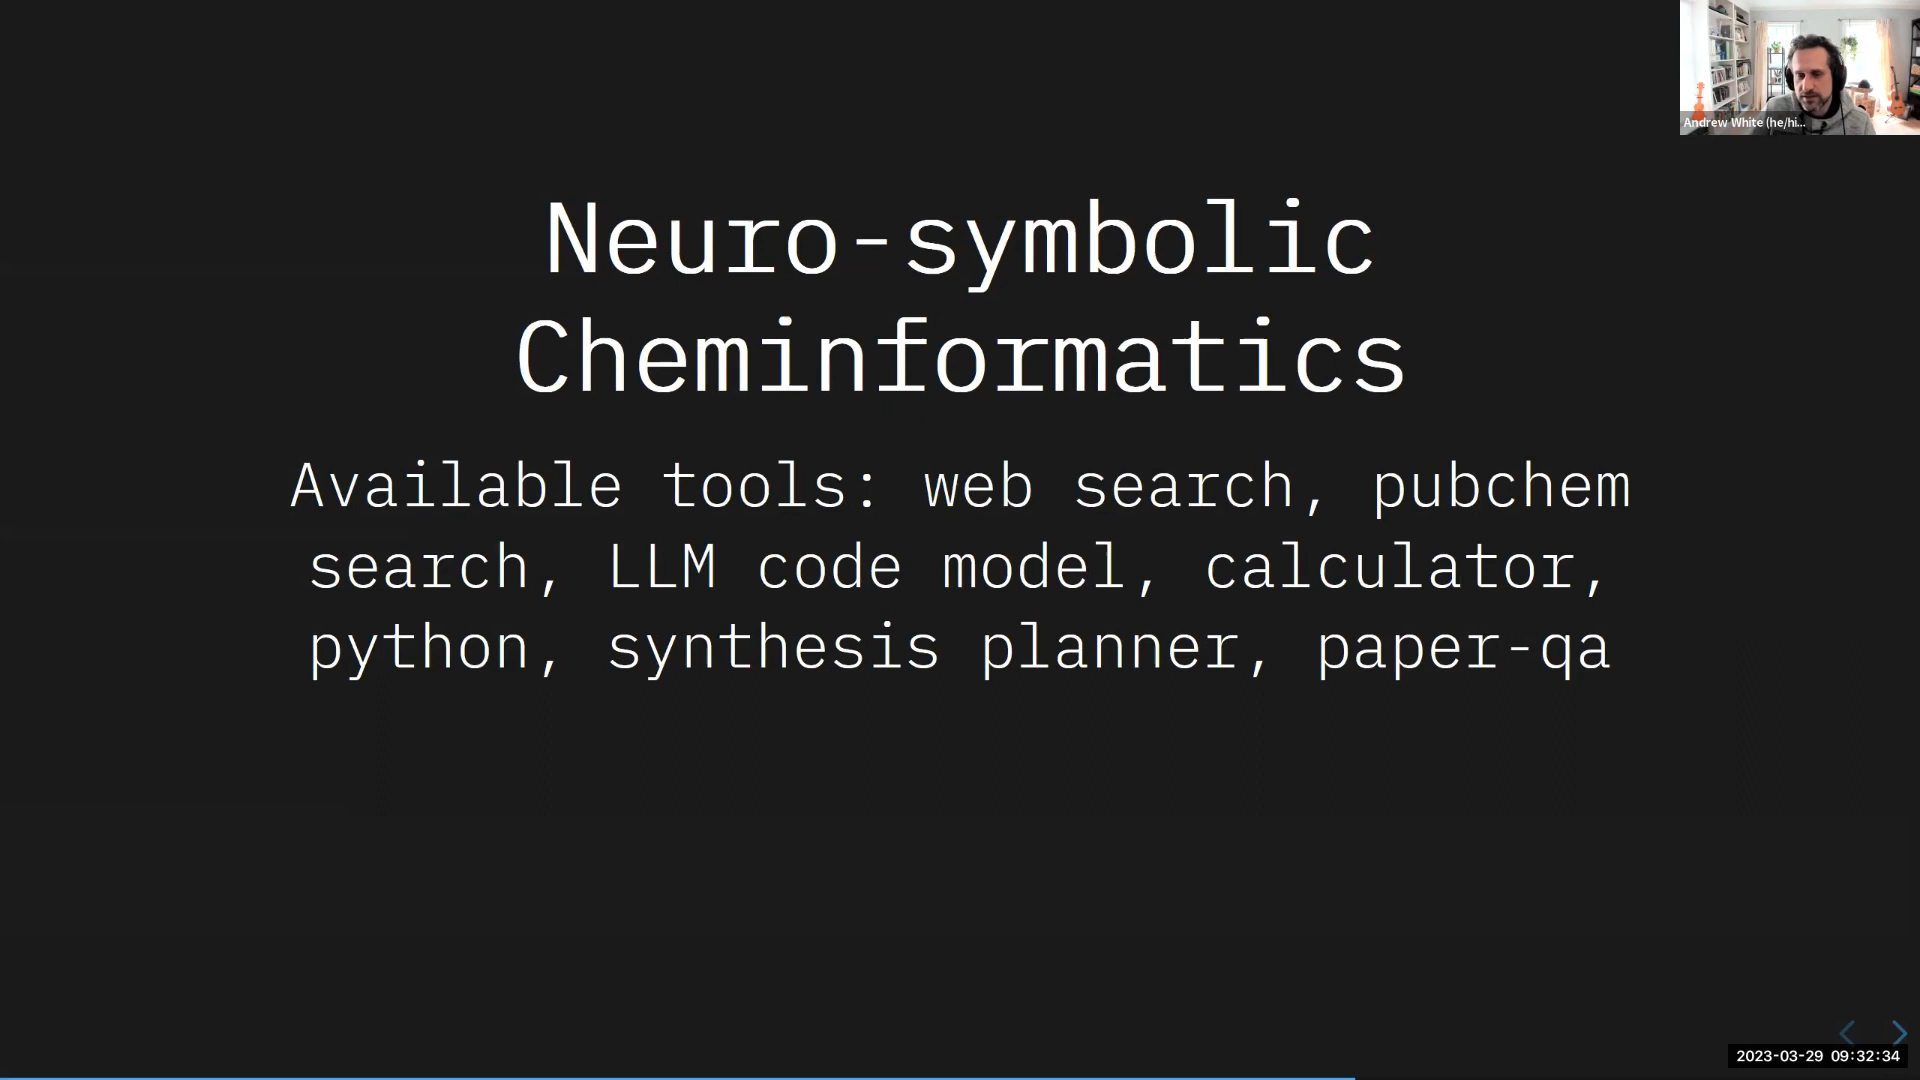 Andrew White (he/hi...
Neuro-symbolic
Cheminformatics
Available tools: web search, pubchem
search, LLM code model, calculator,
python, synthesis planner, paper-qa
2023-03-29 09:32:34